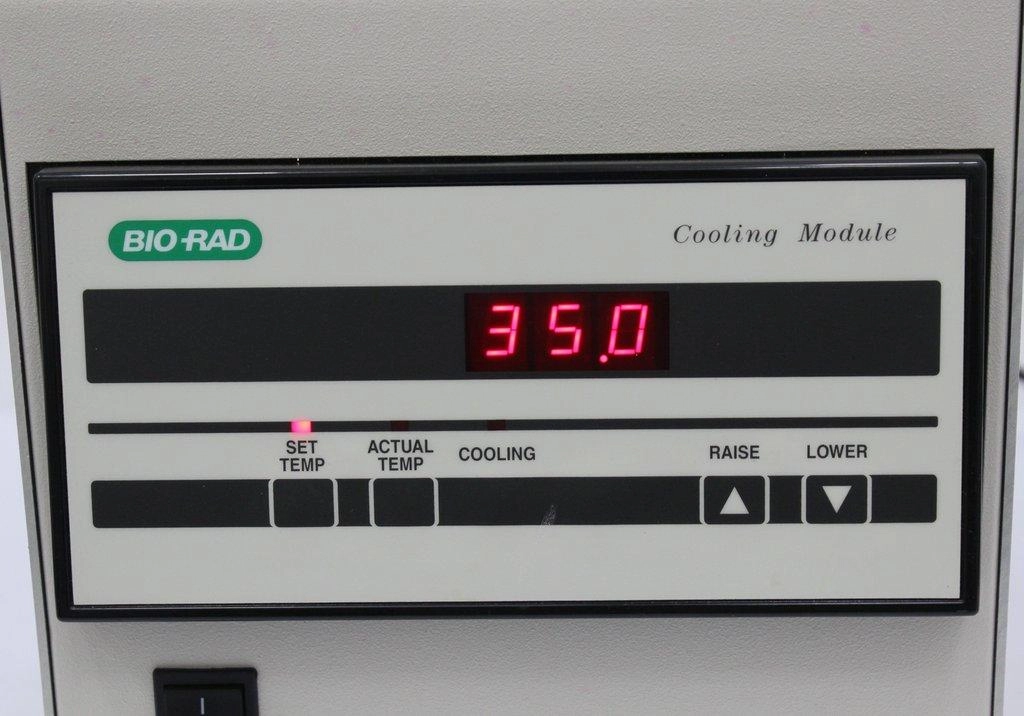 BIO-RAD
Cooling Module
35.0
SET
TEMP
ACTUAL
TEMP
COOLING
RAISE
LOWER